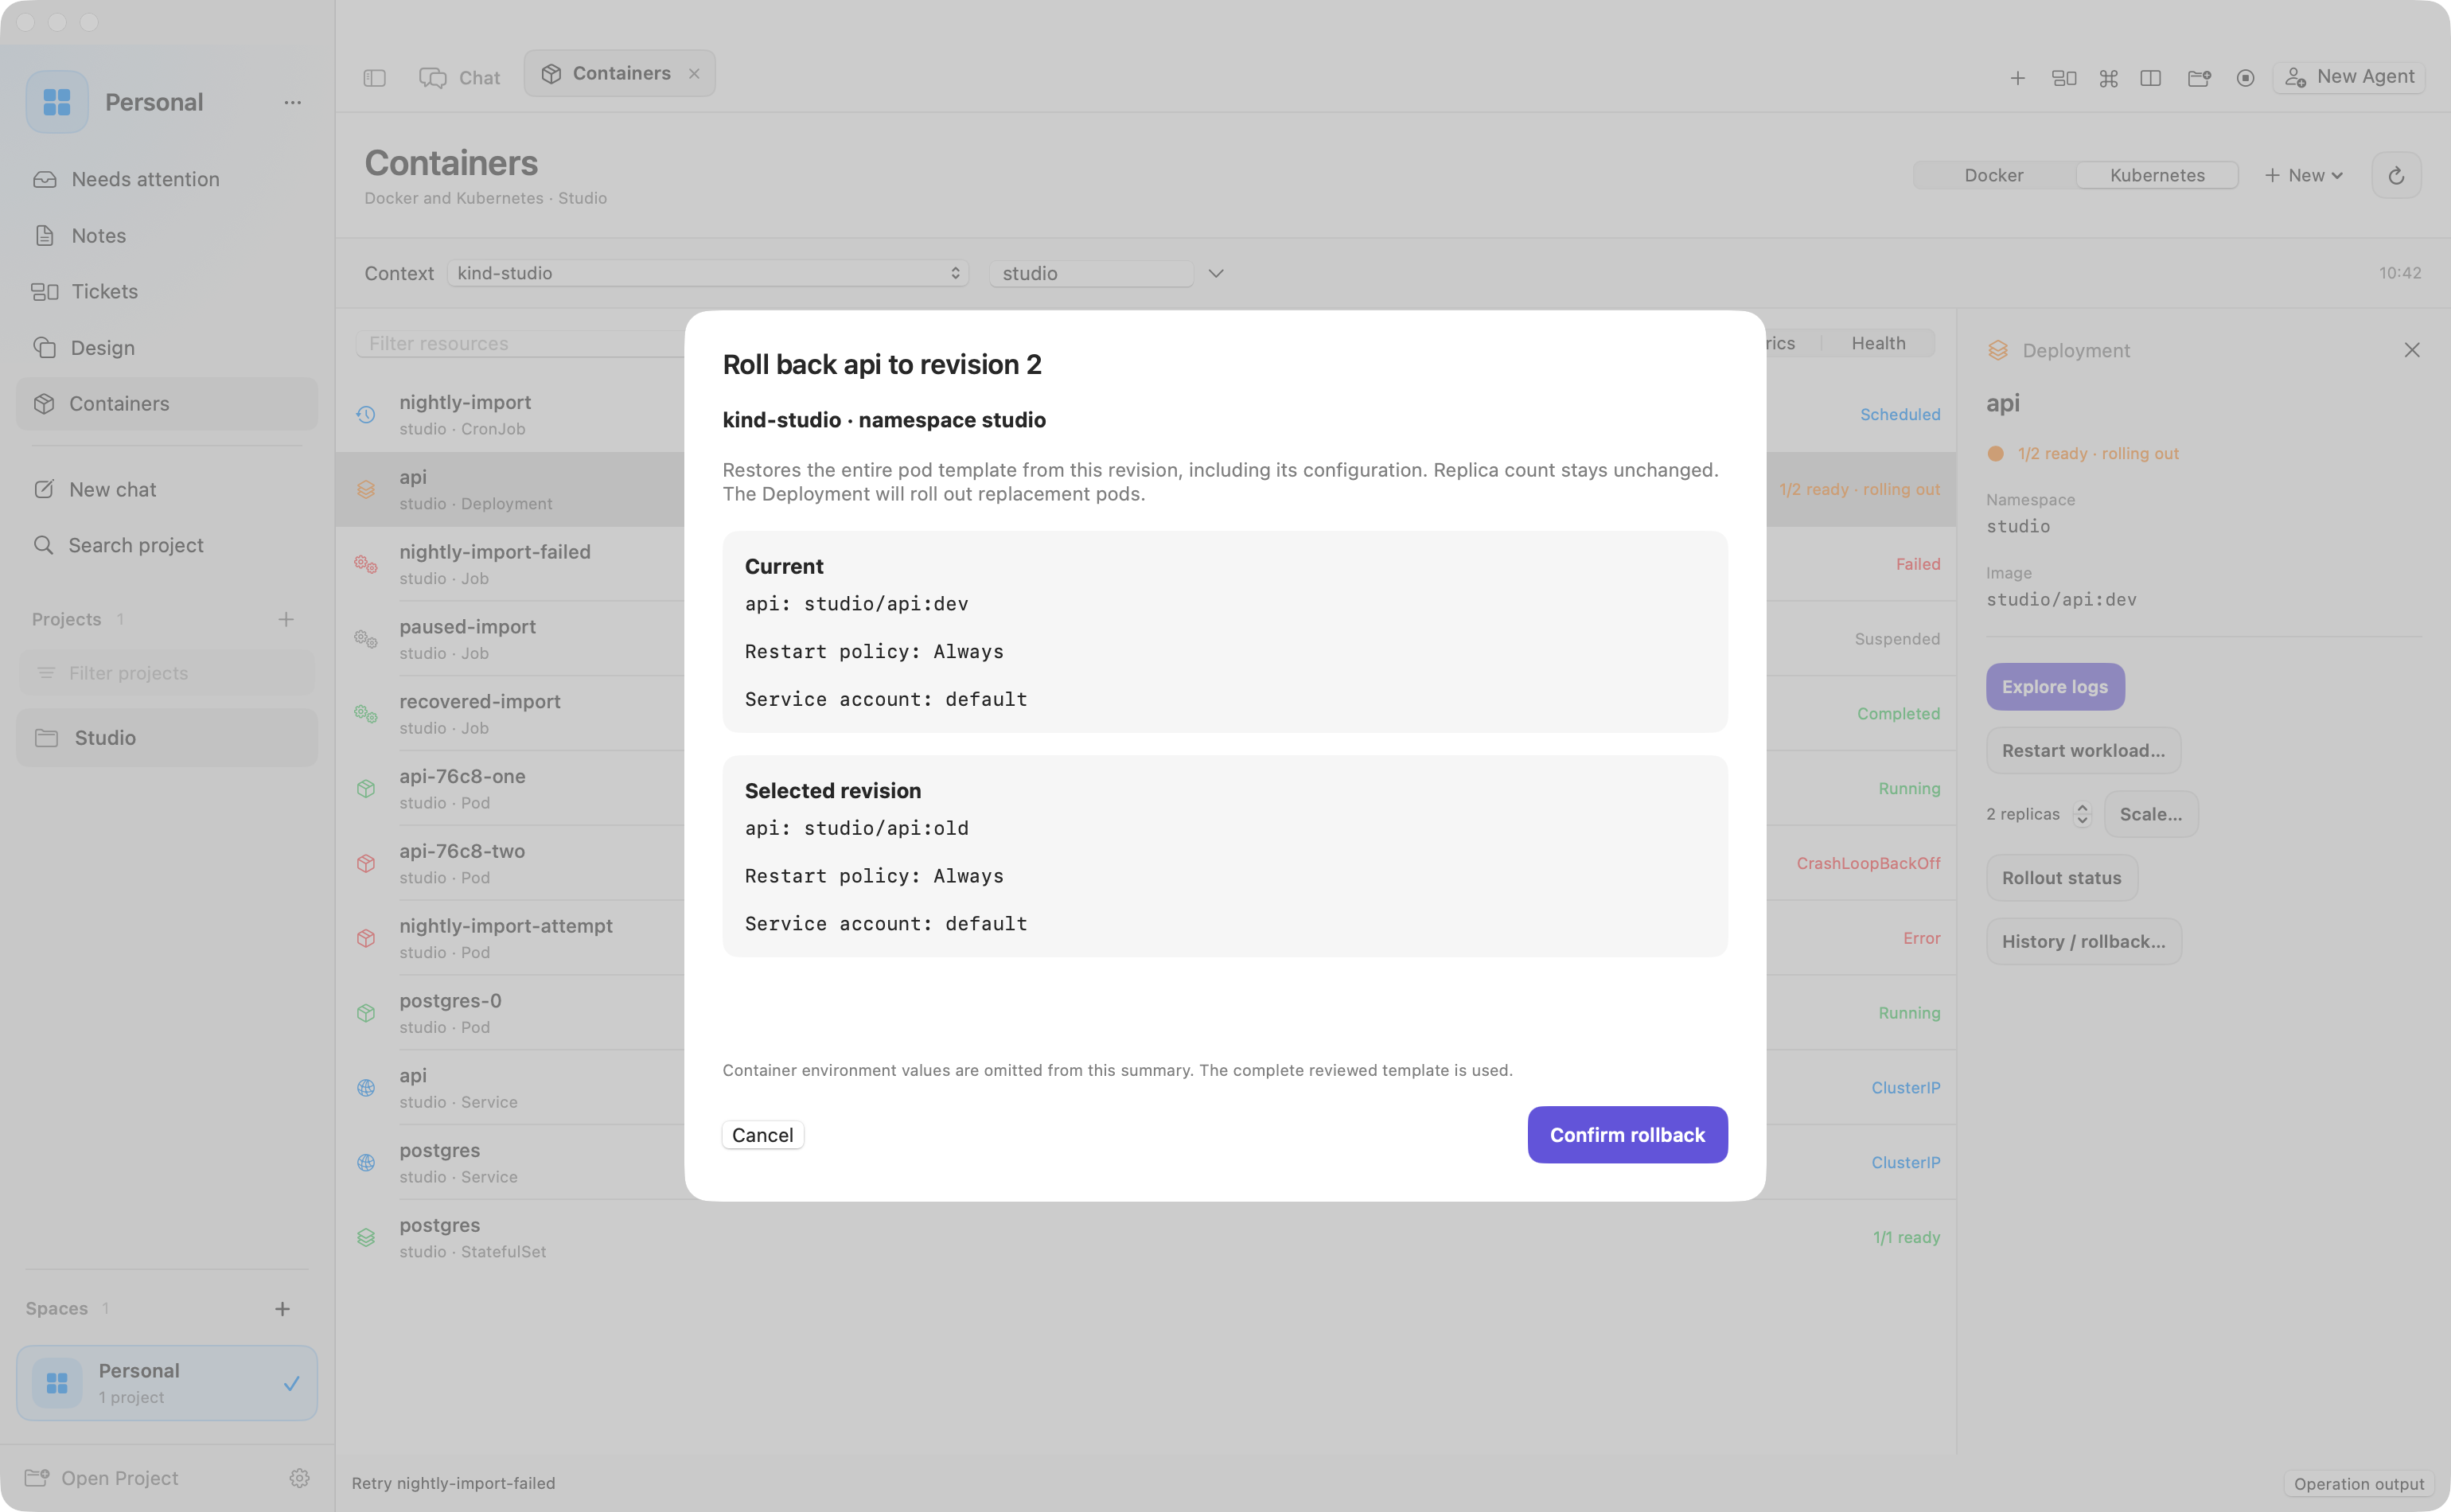 Personal
Needs attention
Notes
Tickets
Design
Containers
New chat
Search project
Projects 1
Filter projects
Studio
Spaces 1
Personal
1 project
Open Project
Chat
Containers
New Agent
Containers
Docker and Kubernetes · Studio
Docker
Kubernetes
New
Context
kind-studio
studio
10:42
Filter resources
Health
nightly-import
studio · CronJob
Scheduled
api
studio · Deployment
1/2 ready · rolling out
nightly-import-failed
studio · Job
Failed
paused-import
studio · Job
Suspended
recovered-import
studio · Job
Completed
api-76c8-one
studio · Pod
Running
api-76c8-two
studio · Pod
CrashLoopBackOff
nightly-import-attempt
studio · Pod
Error
postgres-0
studio · Pod
Running
api
studio · Service
ClusterIP
postgres
studio · Service
ClusterIP
postgres
studio · StatefulSet
1/1 ready
Roll back api to revision 2
kind-studio · namespace studio
Restores the entire pod template from this revision, including its configuration. Replica count stays unchanged.
The Deployment will roll out replacement pods.
Current
api: studio/api:dev
Restart policy: Always
Service account: default
Selected revision
api: studio/api:old
Restart policy: Always
Service account: default
Container environment values are omitted from this summary. The complete reviewed template is used.
Cancel
Confirm rollback
Deployment
api
1/2 ready · rolling out
Namespace
studio
Image
studio/api:dev
Explore logs
Restart workload...
2 replicas
Scale...
Rollout status
History / rollback...
Retry nightly-import-failed
Operation output